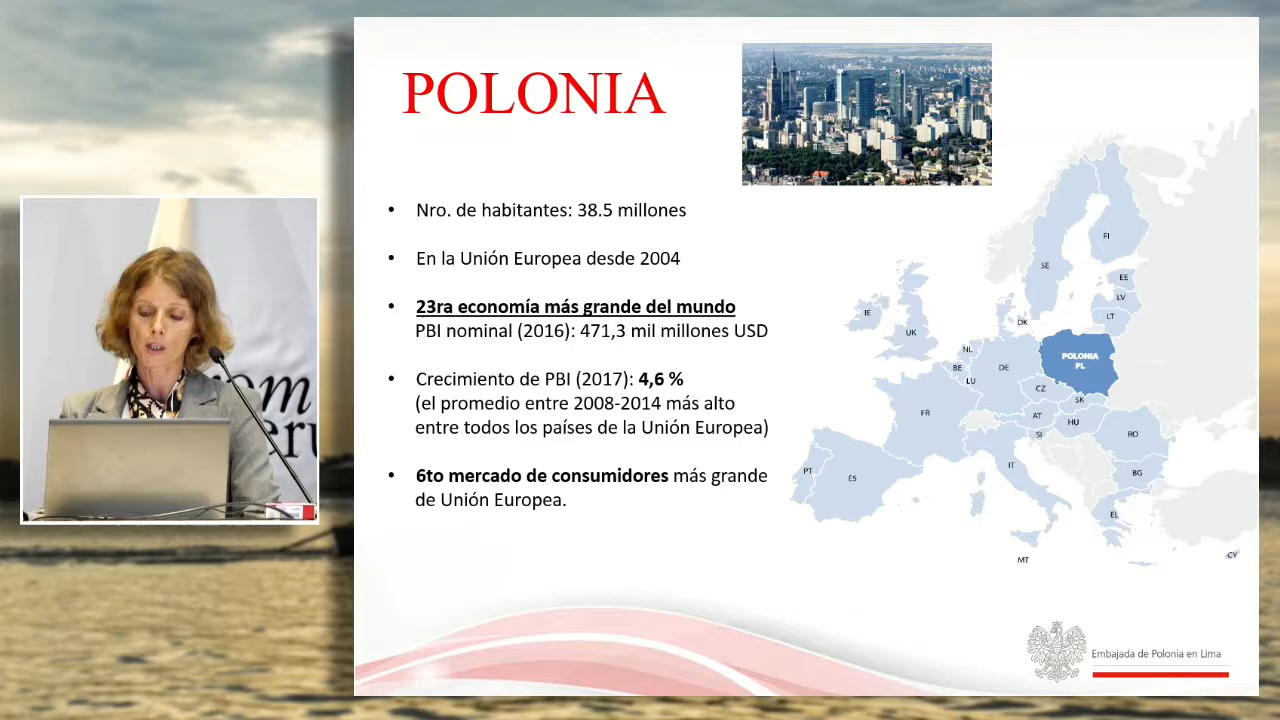 POLONIA
• Nro. de habitantes: 38.5 millones
• En la Unión Europea desde 2004
• 23ra economía más grande del mundo
PBI nominal (2016): 471,3 mil millones USD
• Crecimiento de PBI (2017): 4,6 %
(el promedio entre 2008-2014 más alto
entre todos los países de la Unión Europea)
• 6to mercado de consumidores más grande
de Unión Europea.
FI
SE
EE
LV
LT
DK
IE
UK
NL
BE
LU
DE
POLONIA
PL
CZ
SK
FR
AT
HU
SI
RO
IT
BG
PT
ES
EL
MT
CY
Embajada de Polonia en Lima
om
eru